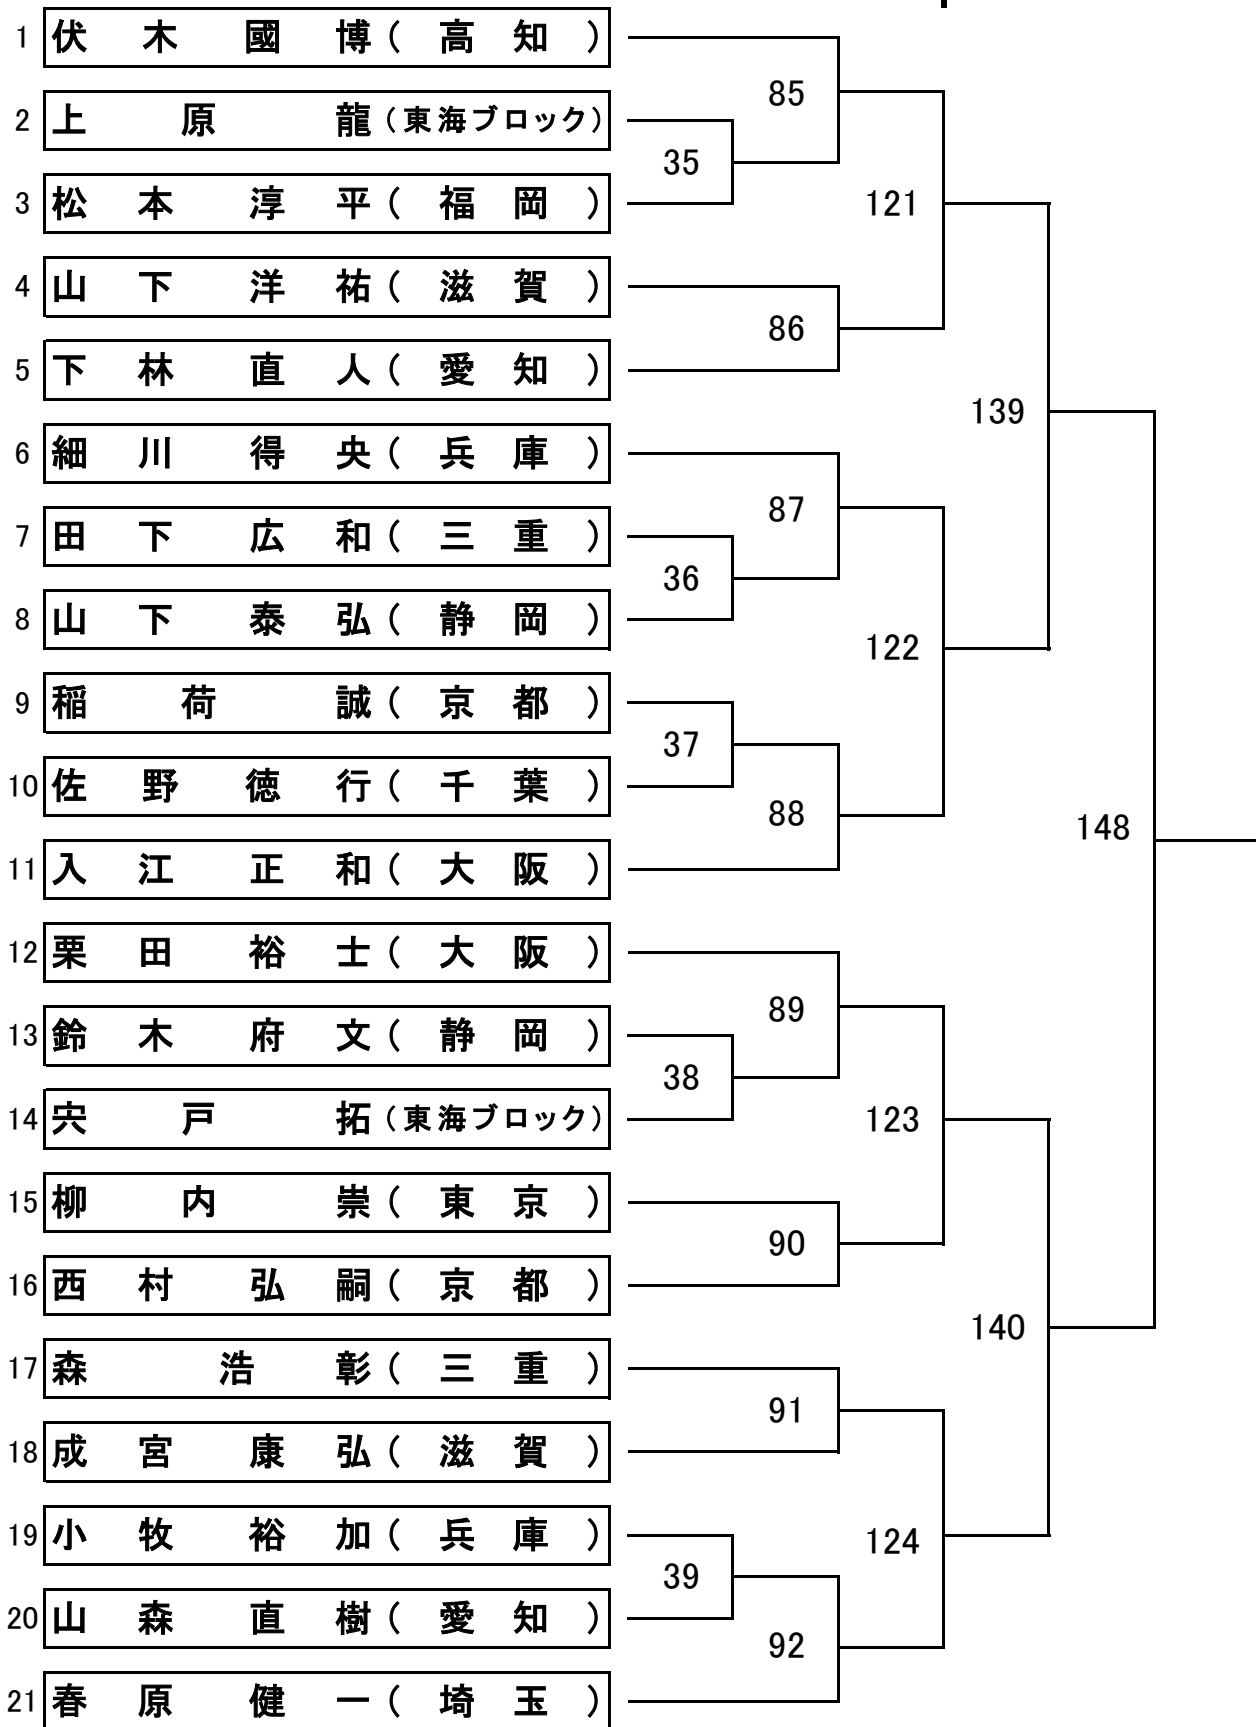 1 伏木國博(高知)
85
2 上原龍(東海ブロック)
35
3 松本淳平(福岡)
121
4 山下洋祐(滋賀)
86
5 下林直人(愛知)
139
6 細川得央(兵庫)
87
7 田下広和(三重)
36
8 山下泰弘(静岡)
122
9 稲荷誠(京都)
37
10 佐野徳行(千葉)
88
148
11 入江正和(大阪)
12 栗田裕士(大阪)
89
13 鈴木府文(静岡)
38
14 宍戸拓(東海ブロック)
123
15 柳内崇(東京)
90
16 西村弘嗣(京都)
140
17 森浩彰(三重)
91
18 成宮康弘(滋賀)
19 小牧裕加(兵庫)
124
39
20 山森直樹(愛知)
92
21 春原健一(埼玉)